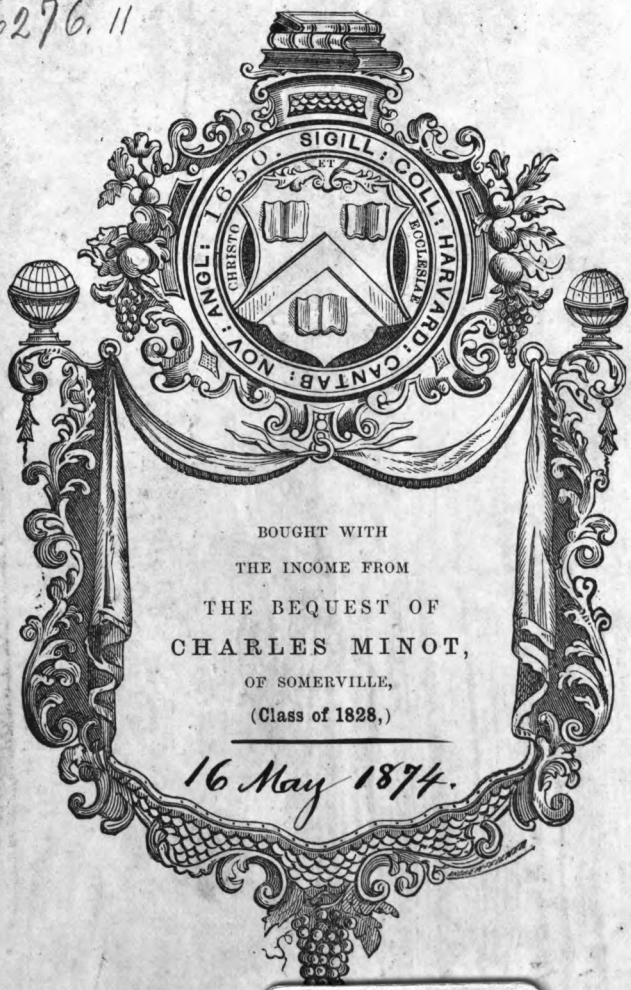 276.11
1650. SIGILL: COLL: HARVARD: CANTAB: NOV: ANGL:
ET
CHRISTO
ECCLESIAE
BOUGHT WITH
THE INCOME FROM
THE BEQUEST OF
CHARLES MINOT,
OF SOMERVILLE,
(Class of 1828,)
16 May 1874.